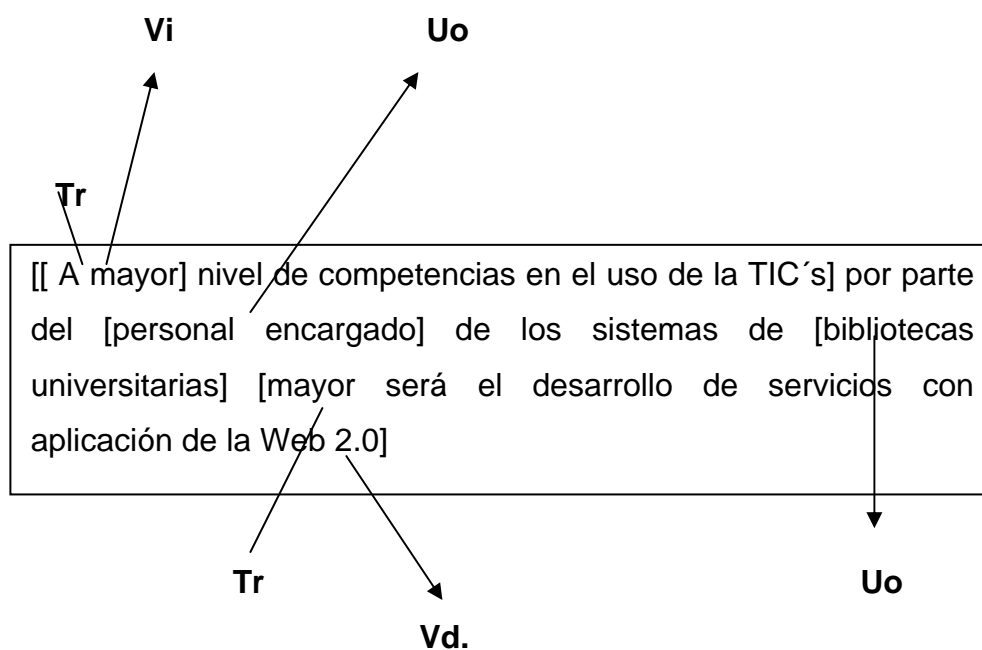 Vi Uo
Tr
[[ A mayor] nivel de competencias en el uso de la TIC´s] por parte
del [personal encargado] de los sistemas de [bibliotecas
universitarias] [mayor será el desarrollo de servicios con
aplicación de la Web 2.0]
Tr Uo
Vd.